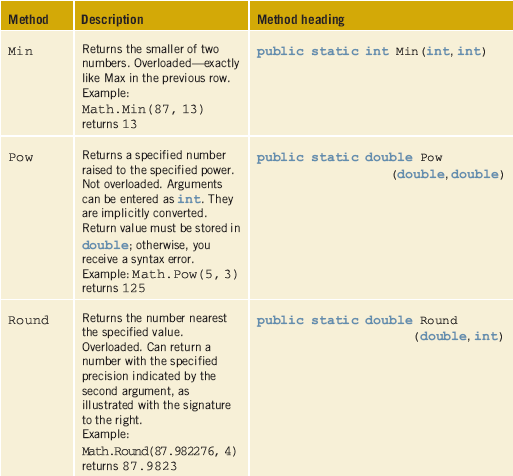 Method Description Method heading
Min Returns the smaller of two public static int Min(int, int)
numbers. Overloaded—exactly
like Max in the previous row.
Example:
Math.Min(87, 13)
returns 13
Pow Returns a specified number public static double Pow
raised to the specified power. (double, double)
Not overloaded. Arguments
can be entered as int. They
are implicitly converted.
Return value must be stored in
double; otherwise, you
receive a syntax error.
Example: Math.Pow(5, 3)
returns 125
Round Returns the number nearest public static double Round
the specified value. (double, int)
Overloaded. Can return a
number with the specified
precision indicated by the
second argument, as
illustrated with the signature
to the right.
Example:
Math.Round(87.982276, 4)
returns 87.9823